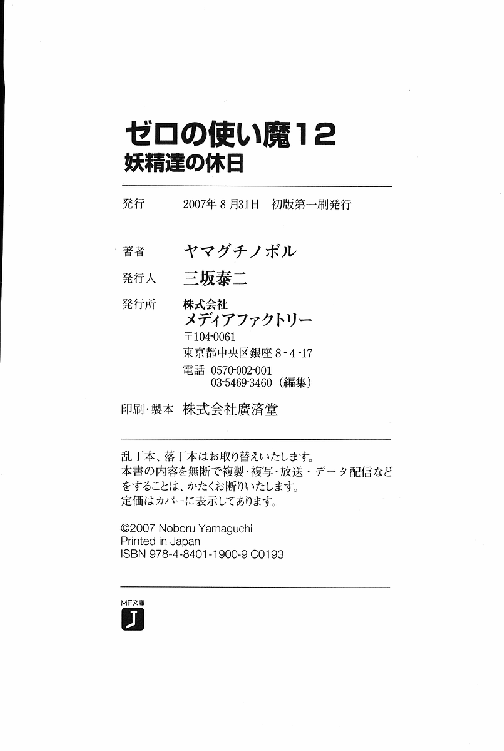 ゼロの使い魔12
妖精達の休日
発行 2007年8月31日 初版第一刷発行
著者 ヤマグチノボル
発行人 三坂泰二
発行所 株式会社
メディアファクトリー
〒104-0061
東京都中央区銀座8-4-17
電話 0570-002-001
03-5469-3460（編集）
印刷・製本 株式会社廣済堂
乱丁本、落丁本はお取り替えいたします。
本書の内容を無断で複製・複写・放送・データ配信など
をすることは、かたくお断りいたします。
定価はカバーに表示してあります。
©2007 Noboru Yamaguchi
Printed in Japan
ISBN 978-4-8401-1900-9 C0193
MF文庫
J